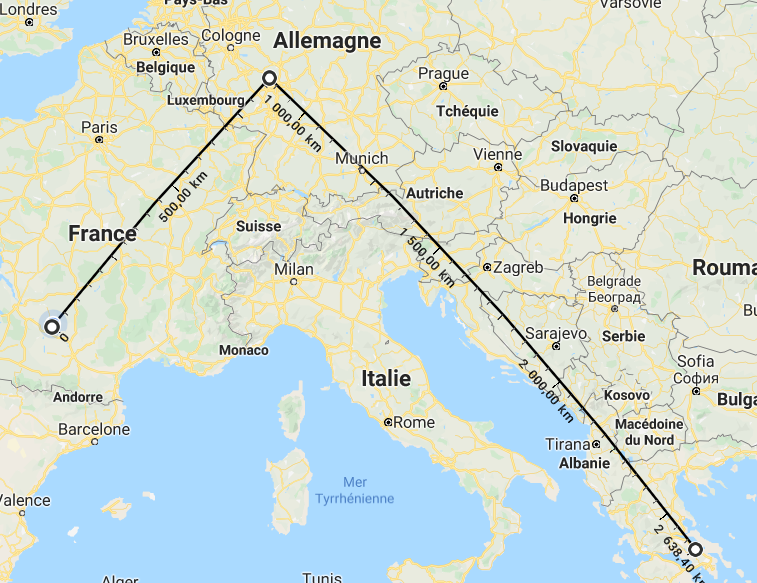 Pays-Bas
Varsovie
Londres
Bruxelles
Cologne
Allemagne
Belgique
Prague
Luxembourg
1 000,00 km
Tchéquie
Paris
Munich
Vienne
Slovaquie
500,00 km
Autriche
Budapest
Hongrie
France
Suisse
1 500,00 km
Zagreb
Milan
Rouma
Belgrade
Београд
0
Sarajevo
Serbie
Monaco
Sofia
София
2 000,00 km
Italie
Andorre
Kosovo
Bulga
Rome
Macédoine
du Nord
Barcelone
Tirana
Albanie
Mer
Tyrrhénienne
Valence
2 638,40 km
Alger
Tunis